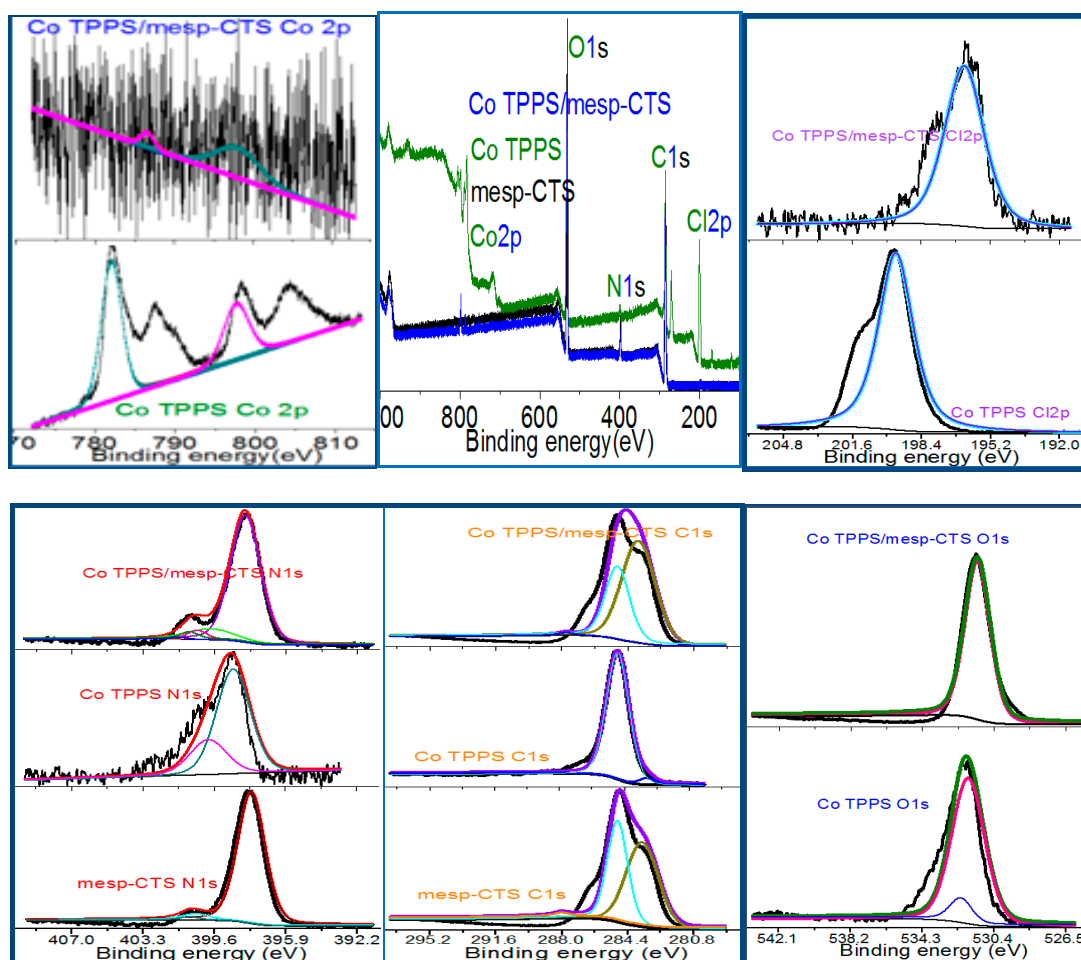 Co TPPS/mesp-CTS Co 2p
Co TPPS Co 2p
70 780 790 800 810
Binding energy(eV)
O1s
Co TPPS/mesp-CTS
Co TPPS
mesp-CTS
Co2p
N1s
C1s
Cl2p
00 800 600 400 200
Binding energy(eV)
Co TPPS/mesp-CTS Cl2p
Co TPPS Cl2p
204.8 201.6 198.4 195.2 192.0
Binding energy (eV)
Co TPPS/mesp-CTS N1s
Co TPPS N1s
mesp-CTS N1s
407.0 403.3 399.6 395.9 392.2
Binding energy (eV)
Co TPPS/mesp-CTS C1s
Co TPPS C1s
mesp-CTS C1s
295.2 291.6 288.0 284.4 280.8
Binding energy (eV)
Co TPPS/mesp-CTS O1s
Co TPPS O1s
542.1 538.2 534.3 530.4 526.5
Binding energy (eV)